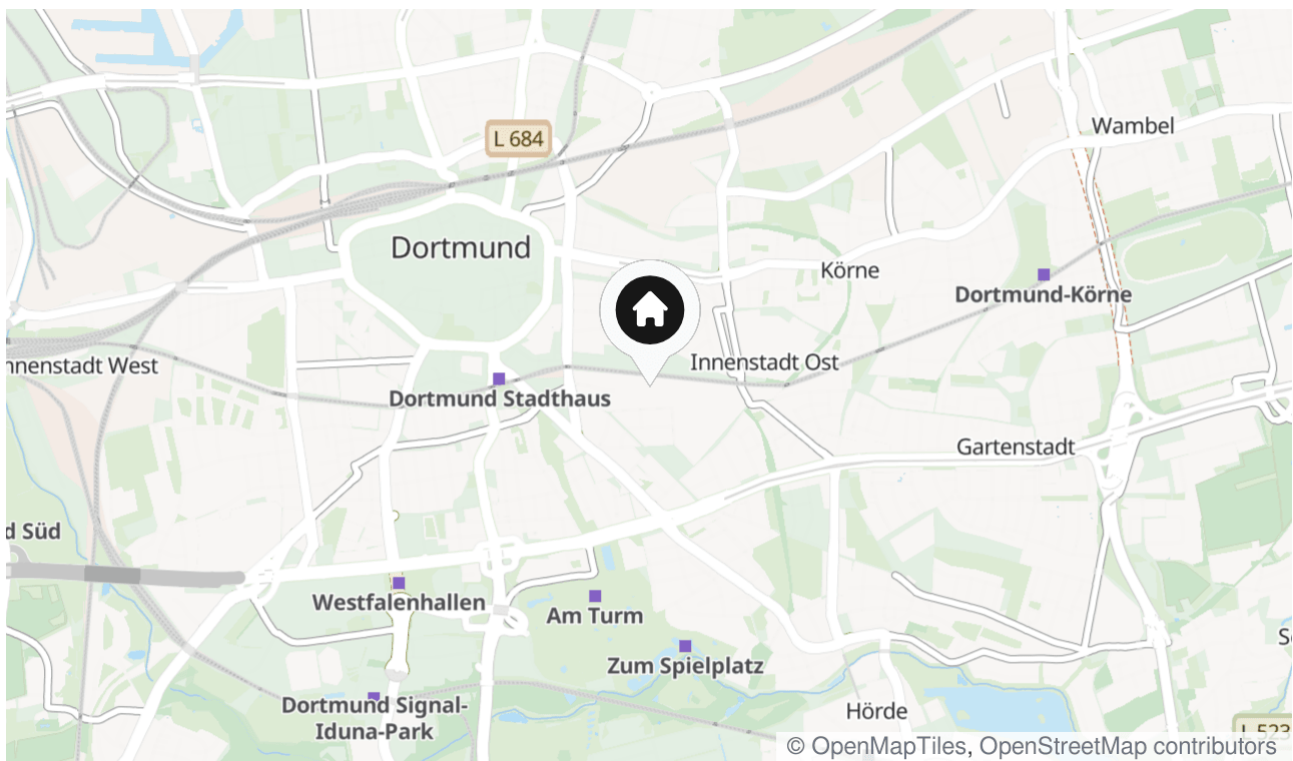 L 684
Wambel
Dortmund
Körne
Dortmund-Körne
nnenstadt West
Innenstadt Ost
Dortmund Stadthaus
Gartenstadt
d Süd
Westfalenhallen
Am Turm
Zum Spielplatz
Dortmund Signal-
Iduna-Park
Hörde
L 523
© OpenMapTiles, OpenStreetMap contributors